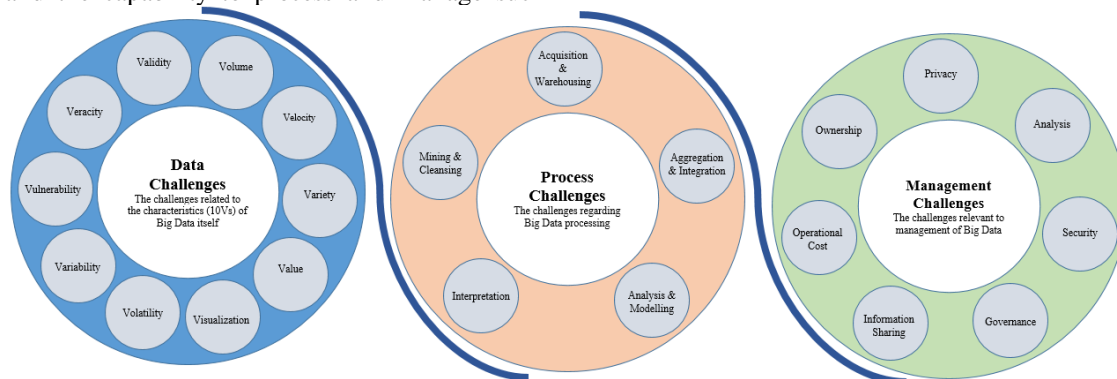 Validity
Volume
Velocity
Variety
Value
Visualization
Volatility
Variability
Vulnerability
Veracity
Data
Challenges
The challenges related to
the characteristics (10Vs) of
Big Data itself
Acquisition
&
Warehousing
Aggregation
& Integration
Analysis &
Modelling
Interpretation
Mining &
Cleansing
Process
Challenges
The challenges regarding
Big Data processing
Privacy
Analysis
Security
Governance
Information
Sharing
Operational
Cost
Ownership
Management
Challenges
The challenges relevant to
management of Big Data